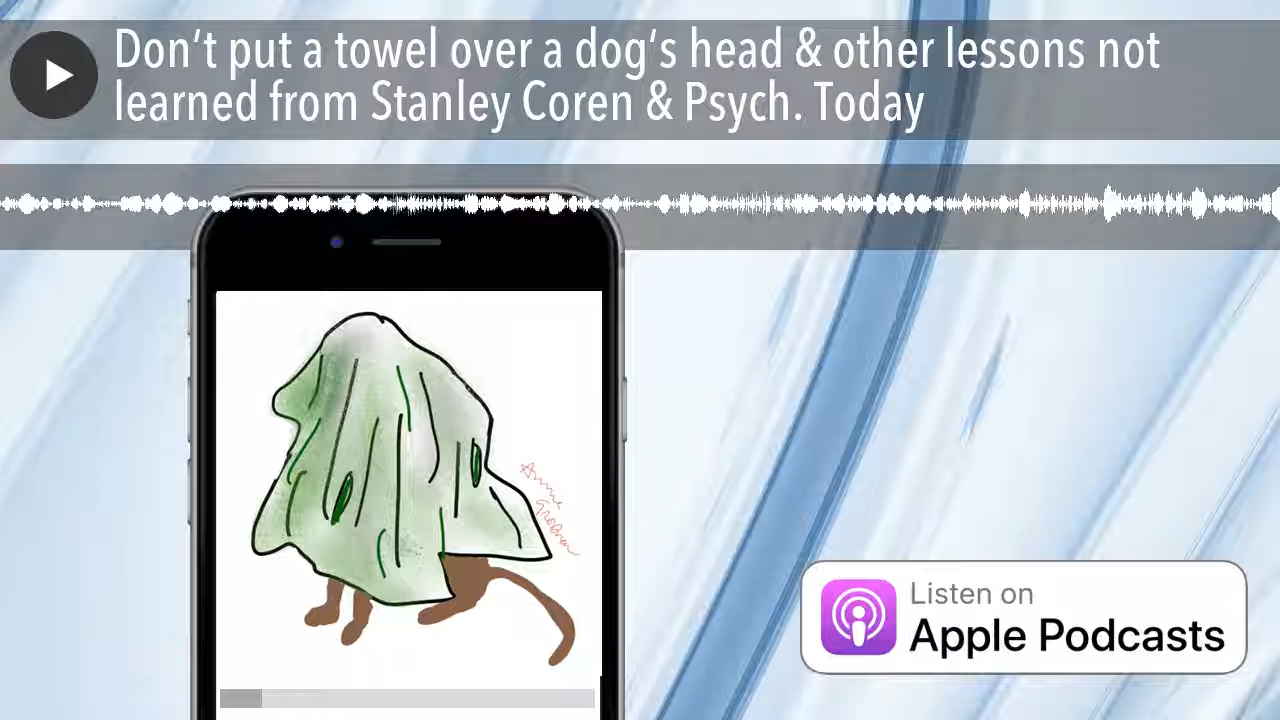 Don't put a towel over a dog's head & other lessons not
learned from Stanley Coren & Psych. Today
Annie
Listen on
Apple Podcasts